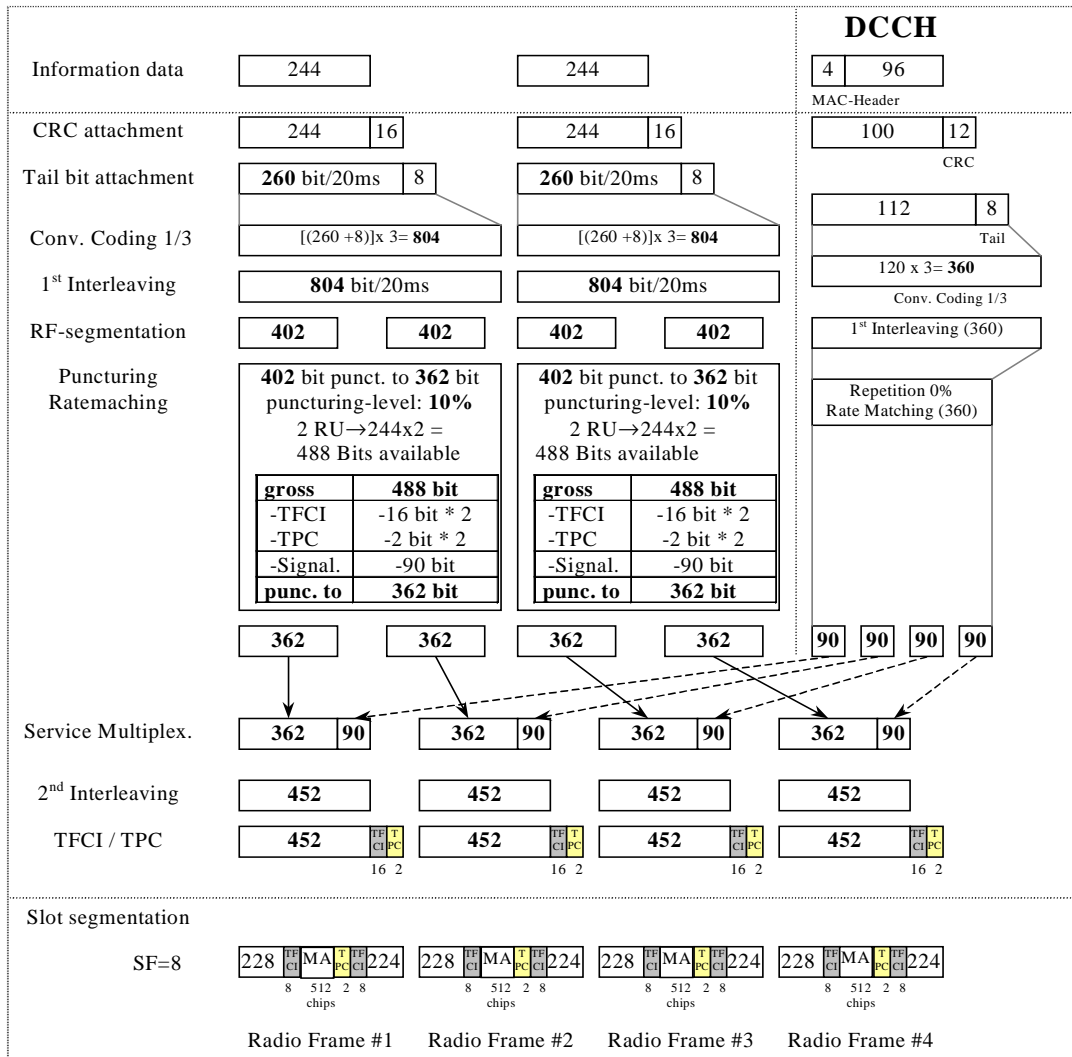 DCCH
Information data 244 244 4 96
MAC-Header
CRC attachment 244 16 244 16 100 12
CRC
Tail bit attachment 260 bit/20ms 8 260 bit/20ms 8
112 8
Tail
Conv. Coding 1/3 [(260 +8)]x 3= 804 [(260 +8)]x 3= 804
120 x 3= 360
Conv. Coding 1/3
1st Interleaving 804 bit/20ms 804 bit/20ms
RF-segmentation 402 402 402 402 1st Interleaving (360)
Puncturing
Ratemaching
402 bit punct. to 362 bit
puncturing-level: 10%
2 RU→244x2 =
488 Bits available
gross 488 bit
-TFCI -16 bit * 2
-TPC -2 bit * 2
-Signal. -90 bit
punc. to 362 bit
402 bit punct. to 362 bit
puncturing-level: 10%
2 RU→244x2 =
488 Bits available
gross 488 bit
-TFCI -16 bit * 2
-TPC -2 bit * 2
-Signal. -90 bit
punc. to 362 bit
Repetition 0%
Rate Matching (360)
362 362 362 362 90 90 90 90
Service Multiplex. 362 90 362 90 362 90 362 90
2nd Interleaving 452 452 452 452
TFCI / TPC 452 TFCI TPC 452 TFCI TPC 452 TFCI TPC 452 TFCI TPC
16 2 16 2 16 2 16 2
Slot segmentation
SF=8 228 TFCI MA TPC TFCI 224 228 TFCI MA TPC TFCI 224 228 TFCI MA TPC TFCI 224 228 TFCI MA TPC TFCI 224
8 512 2 8 8 512 2 8 8 512 2 8 8 512 2 8
chips chips chips chips
Radio Frame #1 Radio Frame #2 Radio Frame #3 Radio Frame #4